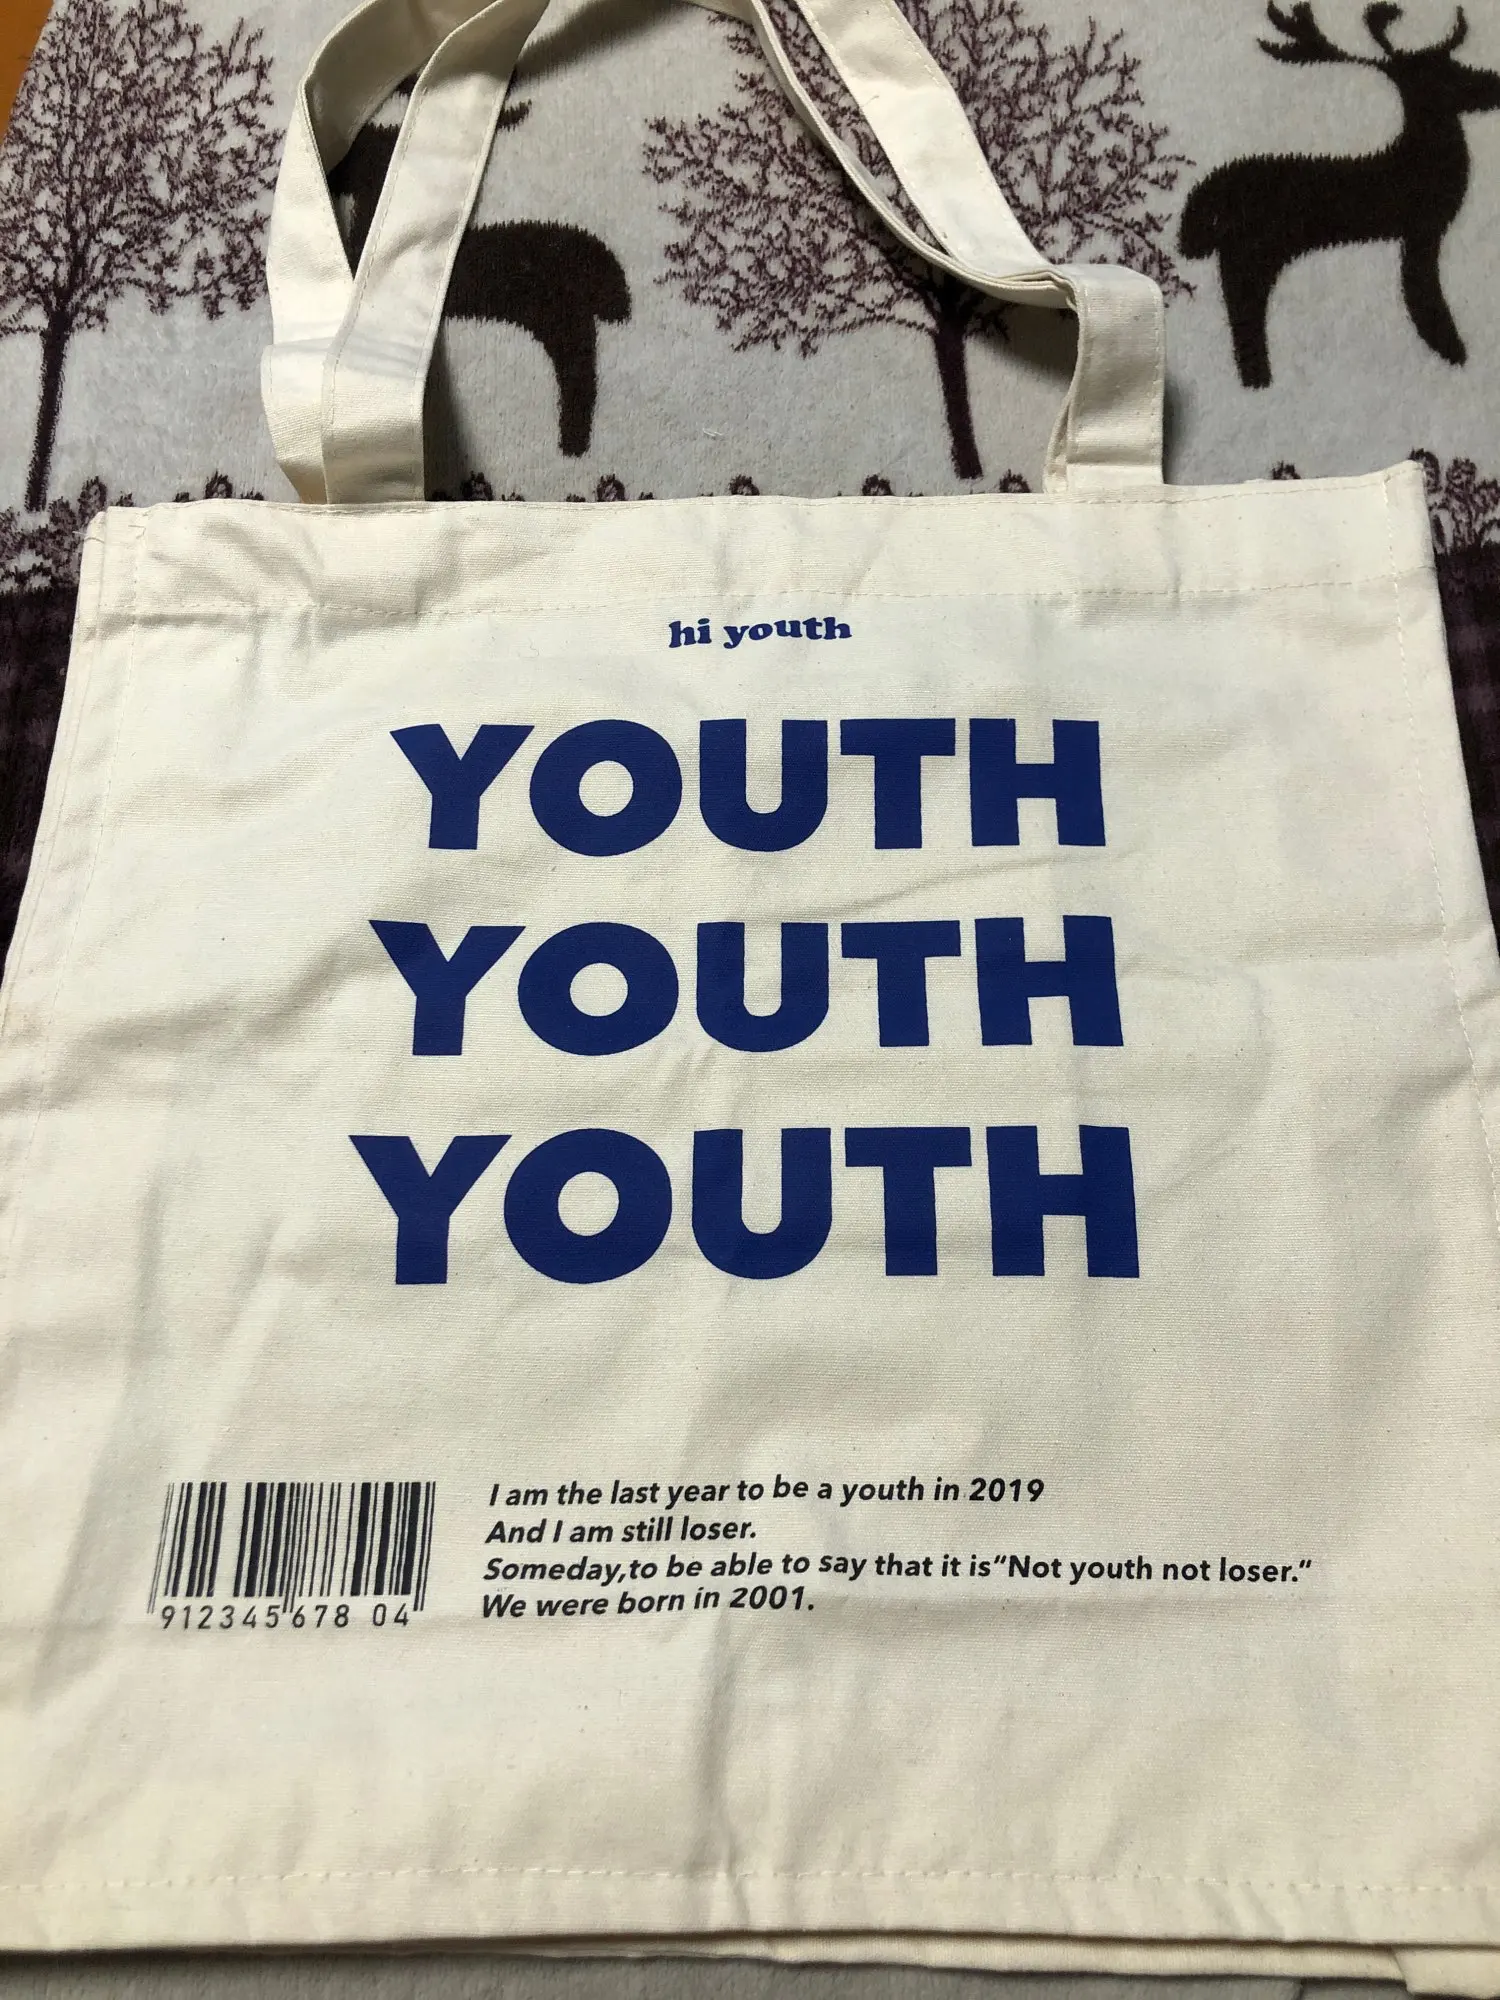 hi youth
YOUTH
YOUTH
YOUTH
I am the last year to be a youth in 2019
And I am still loser.
Someday,to be able to say that it is“Not youth not loser.”
We were born in 2001.
912345 678 04